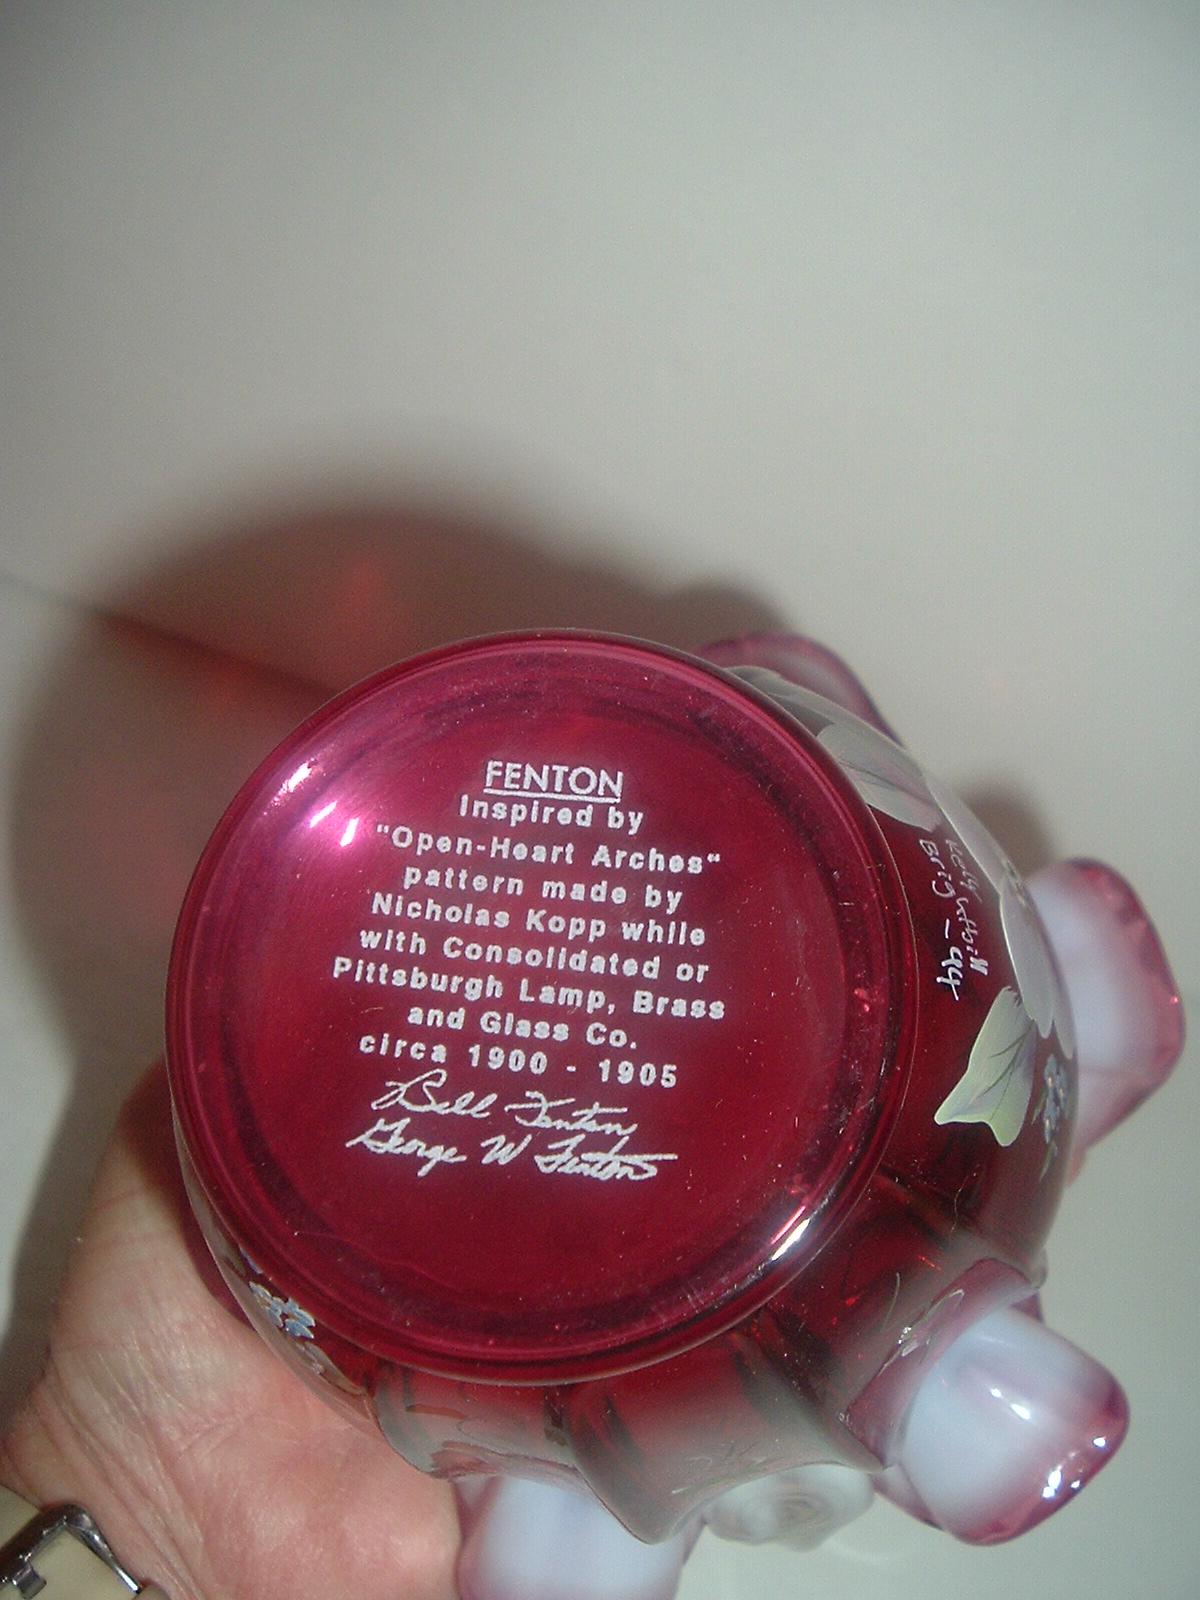 FENTON
Inspired by
"Open-Heart Arches"
pattern made by
Nicholas Kopp while
with Consolidated or
Pittsburgh Lamp, Brass
and Glass Co.
circa 1900 - 1905
Bill Fenton
George W Fenton